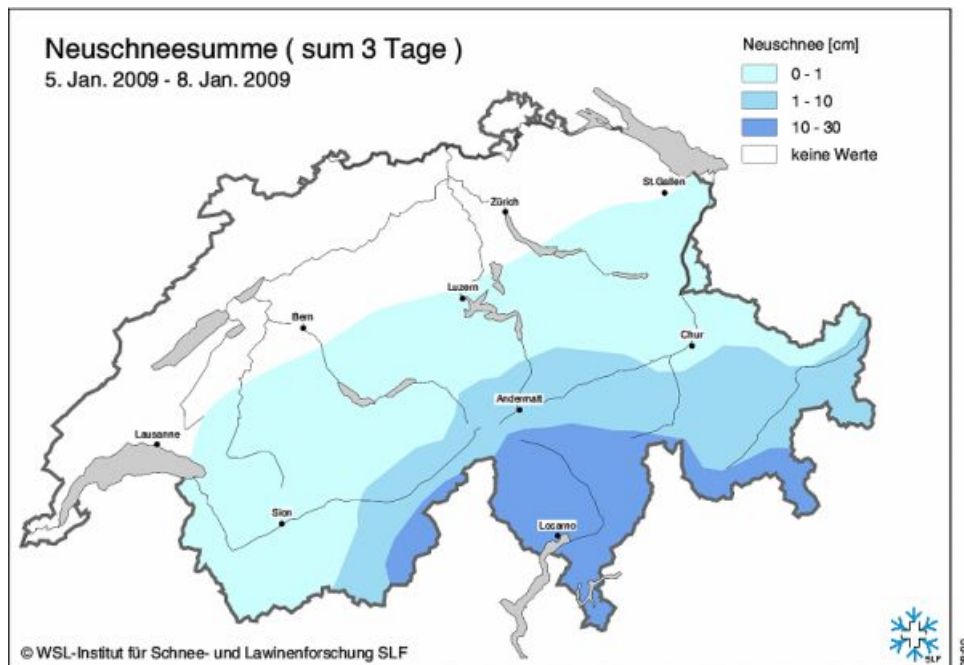 Neuschneesumme ( sum 3 Tage )
5. Jan. 2009 - 8. Jan. 2009
Neuschnee [cm]
0 - 1
1 - 10
10 - 30
keine Werte
St.Gallen
Zürich
Luzern
Bern
Chur
Andermatt
Lausanne
Sion
Locarno
© WSL-Institut für Schnee- und Lawinenforschung SLF
SLF